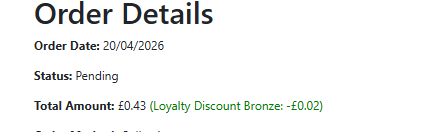 Order Details
Order Date: 20/04/2026
Status: Pending
Total Amount: £0.43 (Loyalty Discount Bronze: -£0.02)